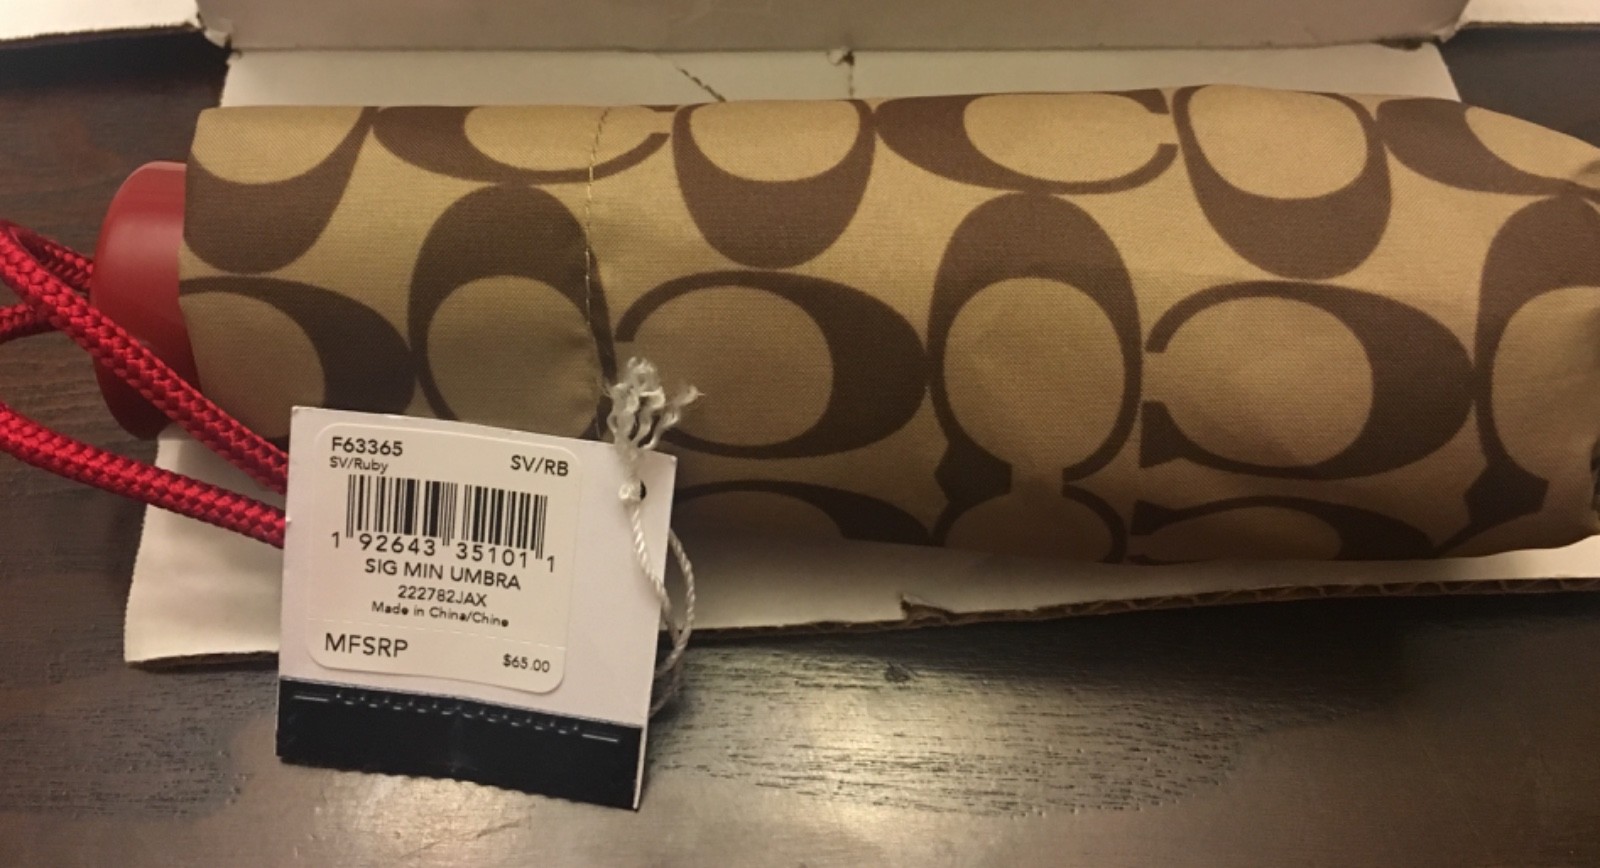 F63365
SV/Ruby SV/RB
1 92643 35101 1
SIG MIN UMBRA
222782JAX
Made in China/Chine
MFSRP $65.00